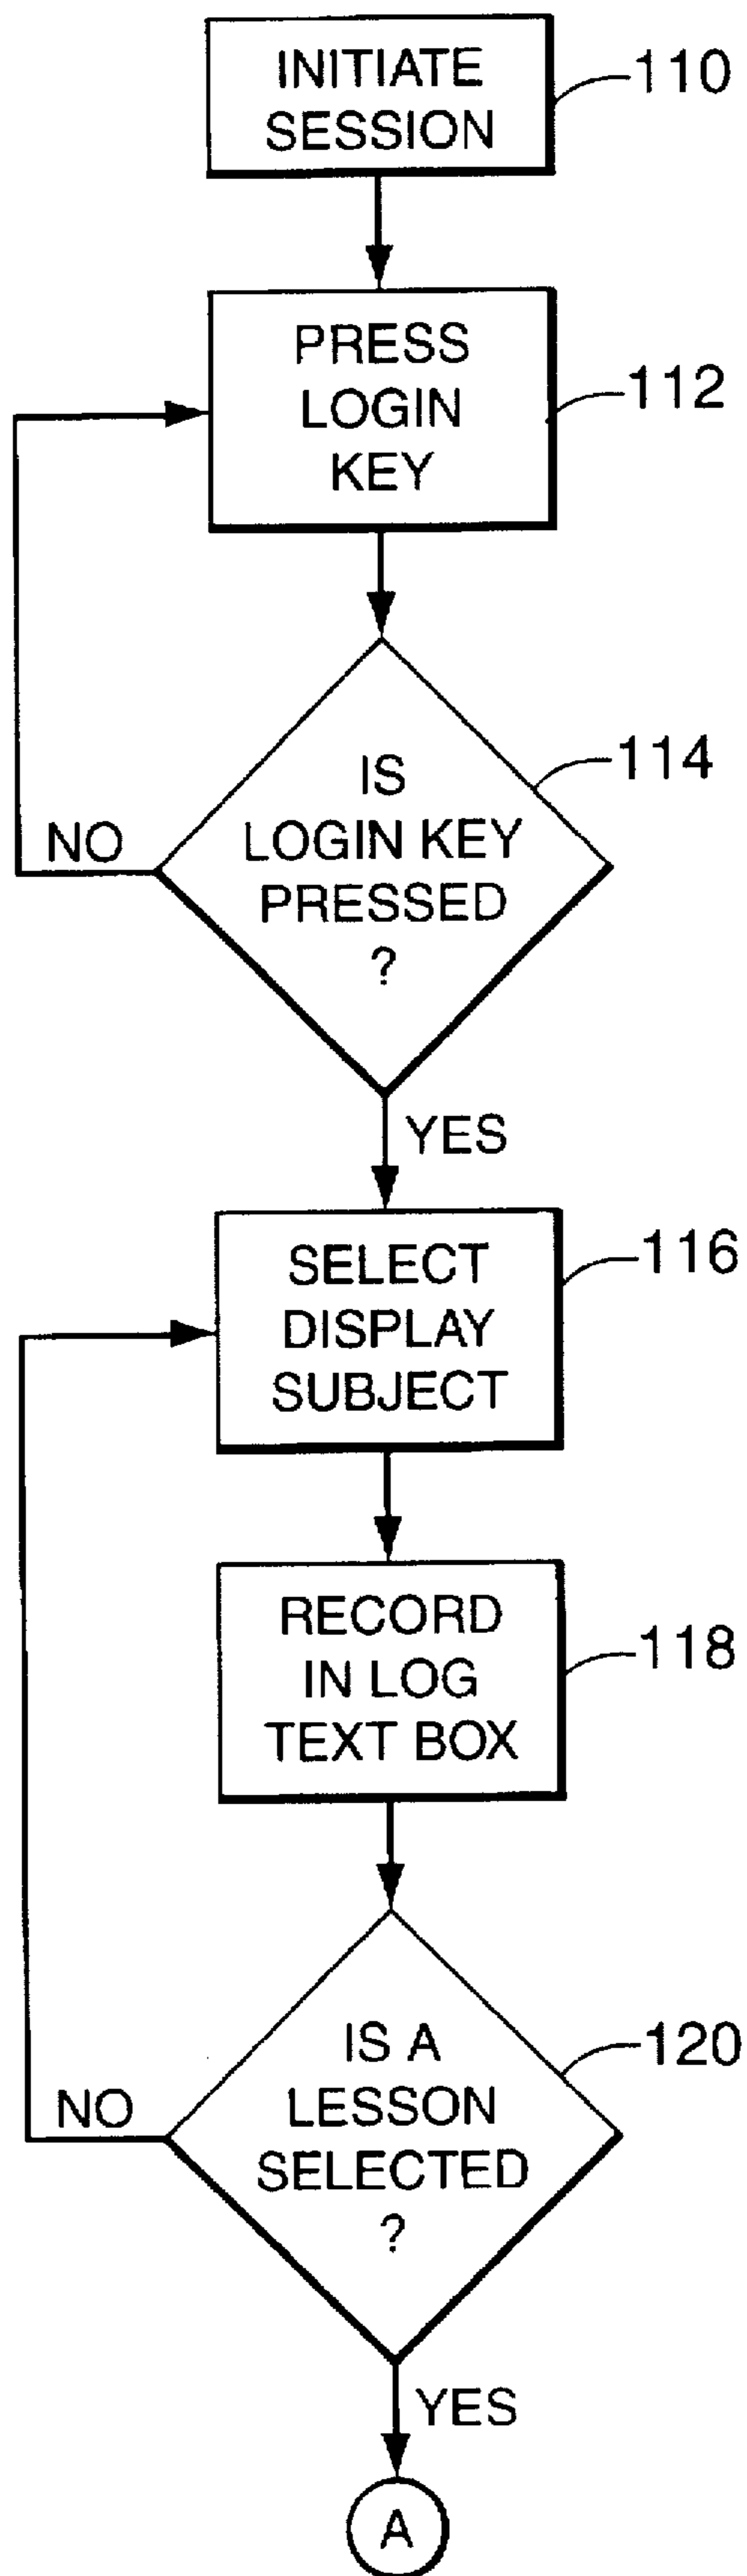 INITIATE
SESSION
110
PRESS
LOGIN
KEY
112
IS
LOGIN KEY
PRESSED
?
114
NO
YES
SELECT
DISPLAY
SUBJECT
116
RECORD
IN LOG
TEXT BOX
118
IS A
LESSON
SELECTED
?
120
NO
YES
A